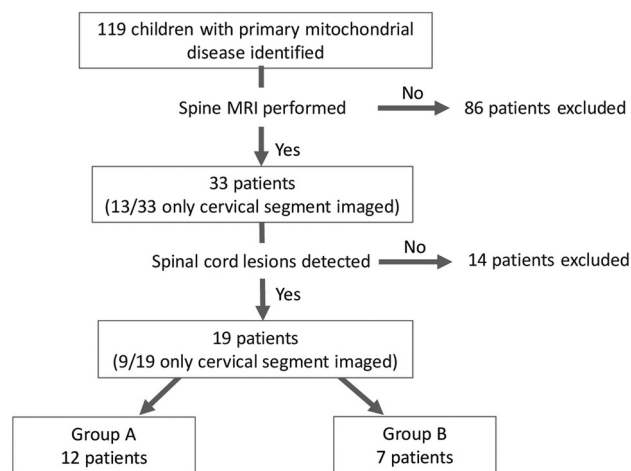 119 children with primary mitochondrial
disease identified
No
Spine MRI performed
86 patients excluded
Yes
33 patients
(13/33 only cervical segment imaged)
No
Spinal cord lesions detected
14 patients excluded
Yes
19 patients
(9/19 only cervical segment imaged)
Group A
12 patients
Group B
7 patients